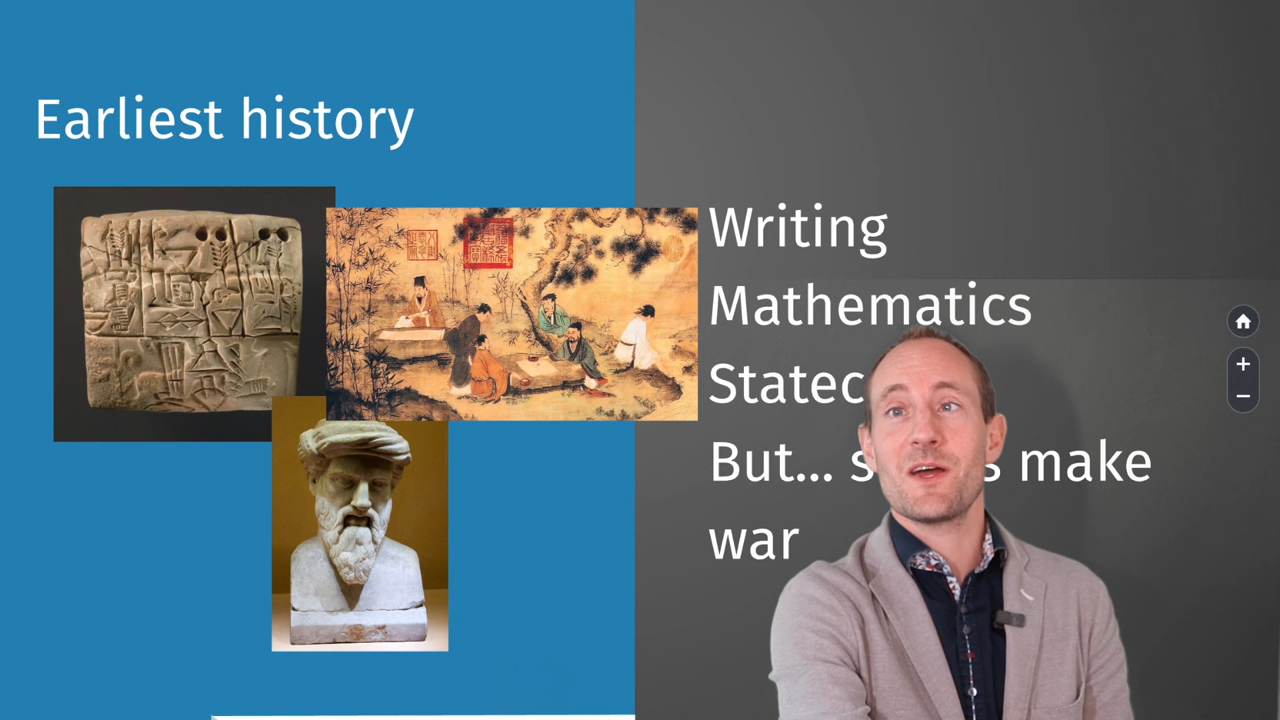 Earliest history
Writing
Mathematics
But... make
war